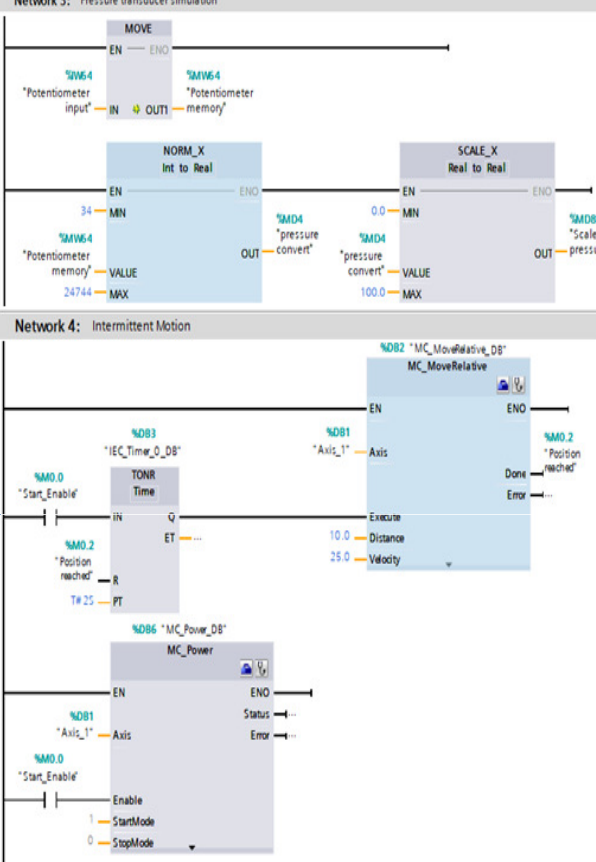 Network 3: Pressure transducer simulation
MOVE
EN ENO
%IW64
"Potentiometer
input" IN OUT1
%MW64
"Potentiometer
memory"
NORM_X
Int to Real
EN ENO
34 MIN
%MW64
"Potentiometer
memory" VALUE
24744 MAX
OUT
%MD4
"pressure
convert"
SCALE_X
Real to Real
EN ENO
0.0 MIN
%MD4
"pressure
convert" VALUE
100.0 MAX
OUT
%MD8
"Scale
pressu
Network 4: Intermittent Motion
%DB2 "MC_MoveRelative_DB"
MC_MoveRelative
EN ENO
%DB1
"Axis_1" Axis
%M0.2
"Position
reached"
Done
Error ...
Execute
10.0 Distance
25.0 Velocity
%DB3
"IEC_Timer_0_DB"
TONR
Time
%M0.0
"Start_Enable"
IN Q
ET ...
%M0.2
"Position
reached" R
T#2S PT
%DB6 "MC_Power_DB"
MC_Power
EN ENO
Status ...
%DB1
"Axis_1" Axis
Error ...
%M0.0
"Start_Enable"
Enable
1 StartMode
0 StopMode